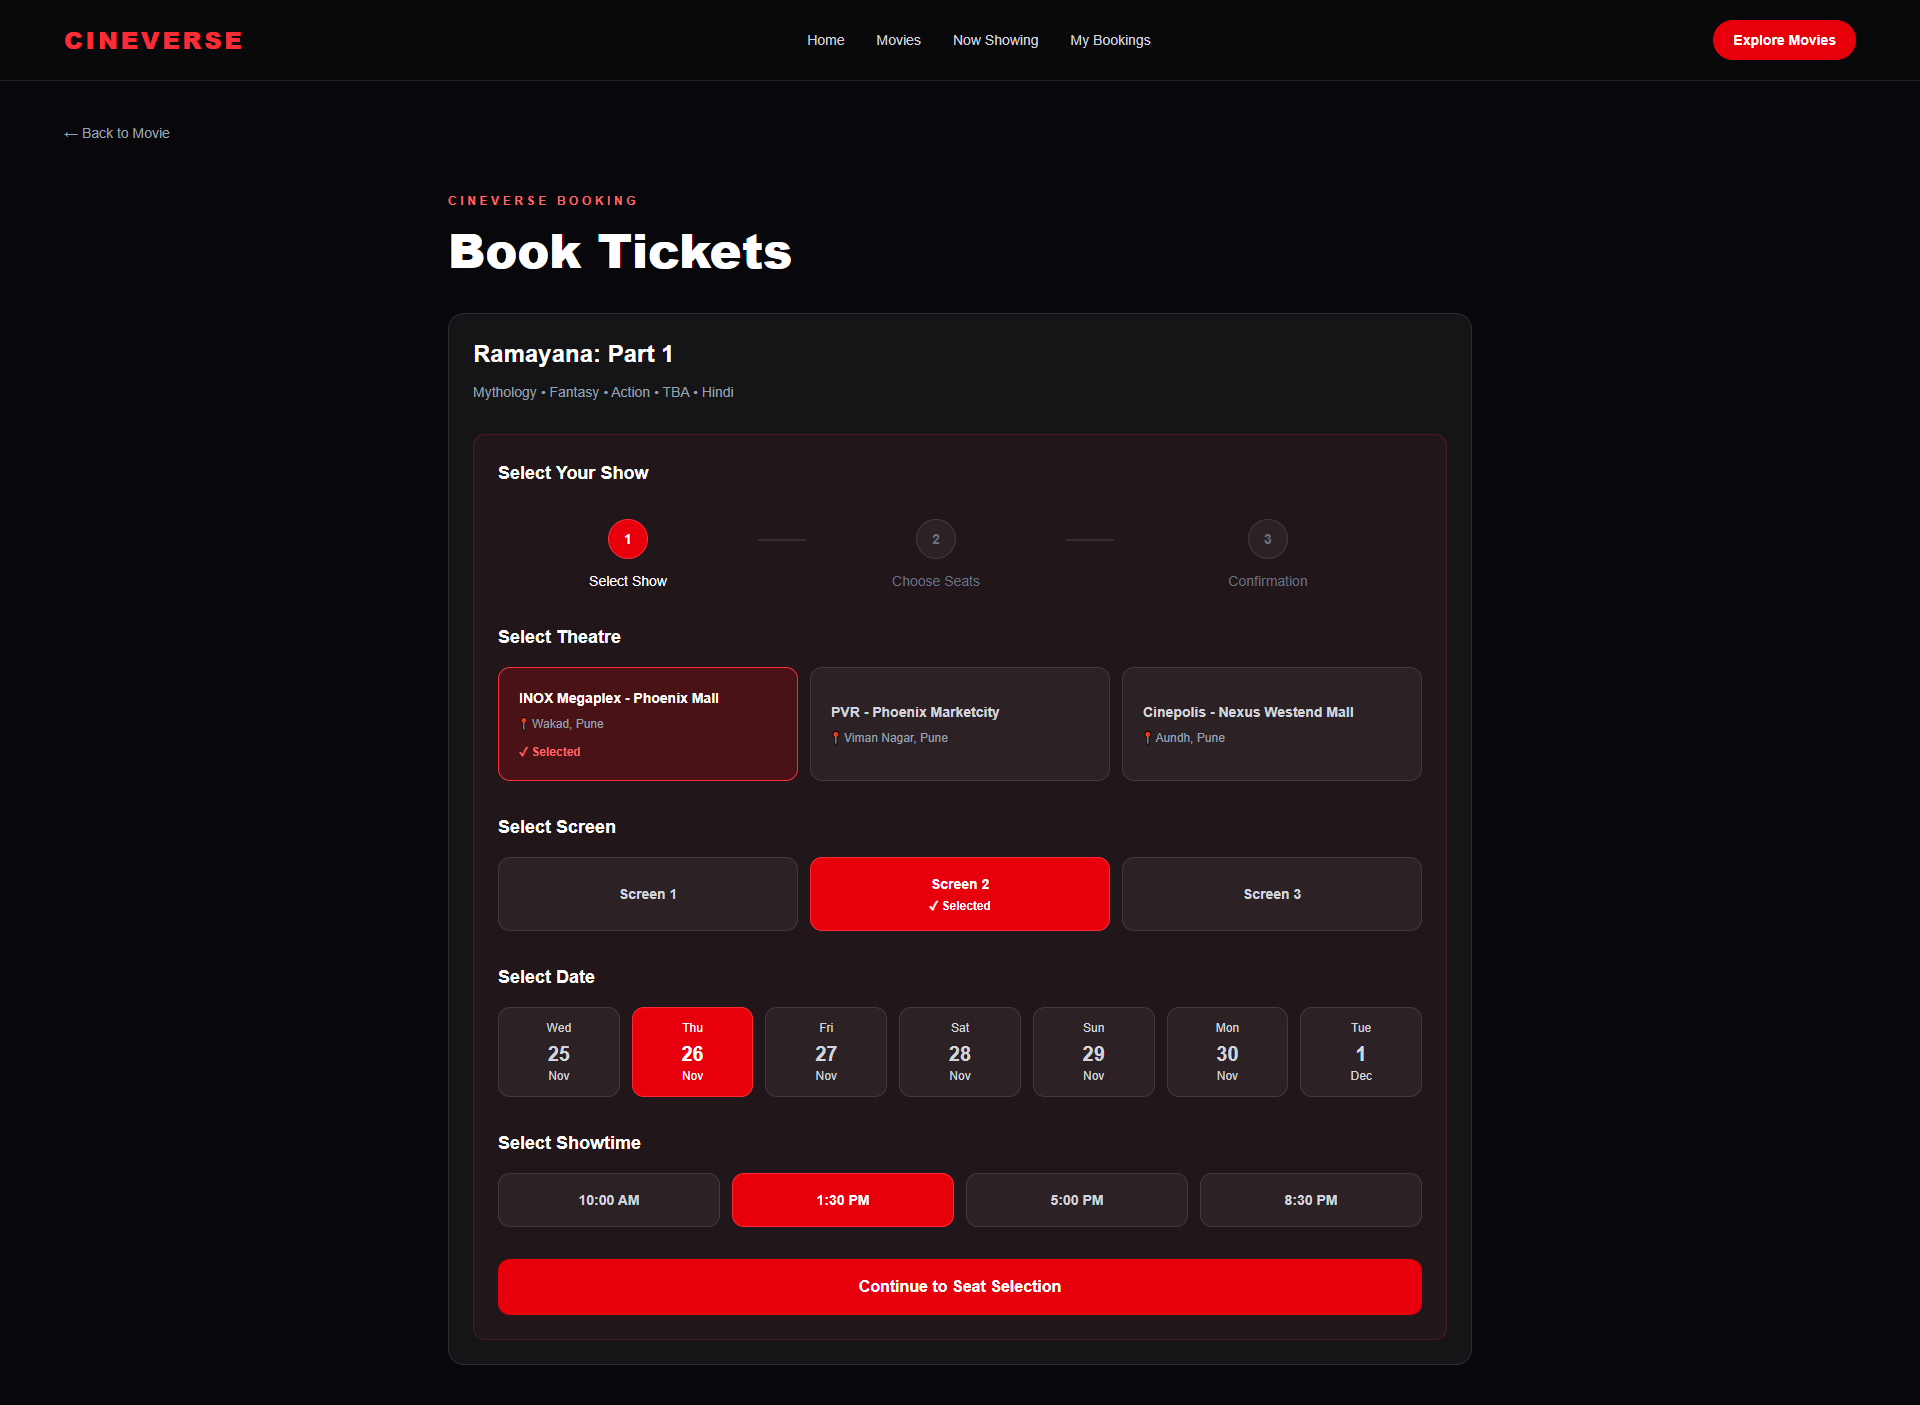 CINEVERSE
Home
Movies
Now Showing
My Bookings
Explore Movies
← Back to Movie
CINEVERSE BOOKING
Book Tickets
Ramayana: Part 1
Mythology • Fantasy • Action • TBA • Hindi
Select Your Show
1
2
3
Select Show
Choose Seats
Confirmation
Select Theatre
INOX Megaplex - Phoenix Mall
📍 Wakad, Pune
✓ Selected
PVR - Phoenix Marketcity
📍 Viman Nagar, Pune
Cinepolis - Nexus Westend Mall
📍 Aundh, Pune
Select Screen
Screen 1
Screen 2
✓ Selected
Screen 3
Select Date
Wed
25
Nov
Thu
26
Nov
Fri
27
Nov
Sat
28
Nov
Sun
29
Nov
Mon
30
Nov
Tue
1
Dec
Select Showtime
10:00 AM
1:30 PM
5:00 PM
8:30 PM
Continue to Seat Selection